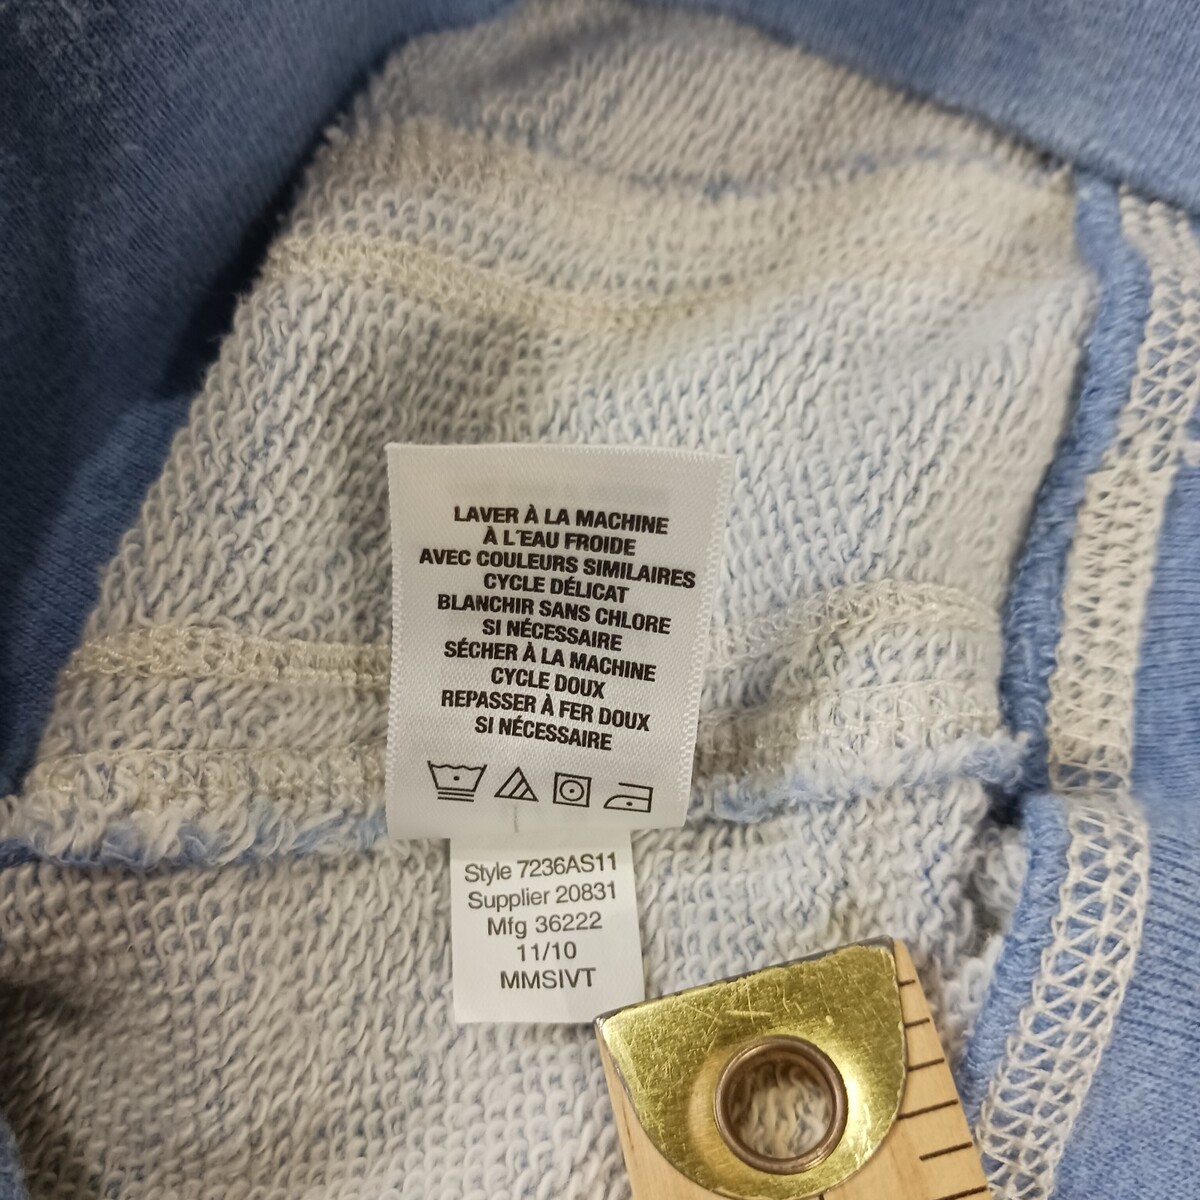 LAVER À LA MACHINE
À L'EAU FROIDE
AVEC COULEURS SIMILAIRES
CYCLE DÉLICAT
BLANCHIR SANS CHLORE
SI NÉCESSAIRE
SÉCHER À LA MACHINE
CYCLE DOUX
REPASSER À FER DOUX
SI NÉCESSAIRE
Style 7236AS11
Supplier 20831
Mfg 36222
11/10
MMSIVT